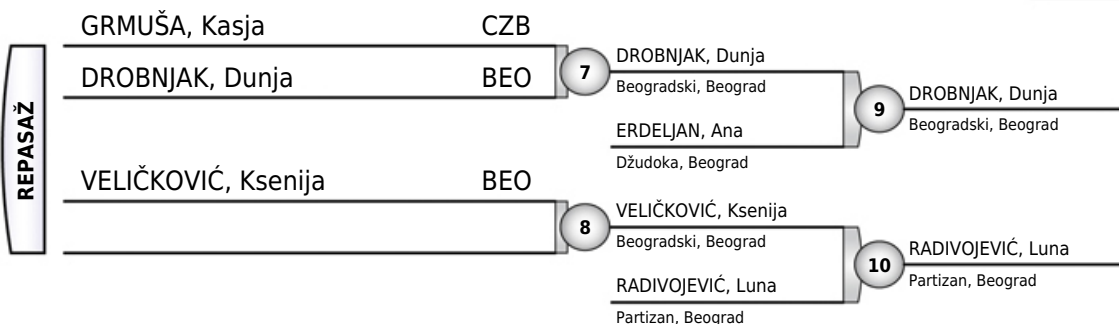 REPASAŽ
GRMUŠA, Kasja CZB
DROBNJAK, Dunja BEO
7
DROBNJAK, Dunja
Beogradski, Beograd
ERDELJAN, Ana
Džudoka, Beograd
9
DROBNJAK, Dunja
Beogradski, Beograd
VELIČKOVIĆ, Ksenija BEO
8
VELIČKOVIĆ, Ksenija
Beogradski, Beograd
RADIVOJEVIĆ, Luna
Partizan, Beograd
10
RADIVOJEVIĆ, Luna
Partizan, Beograd